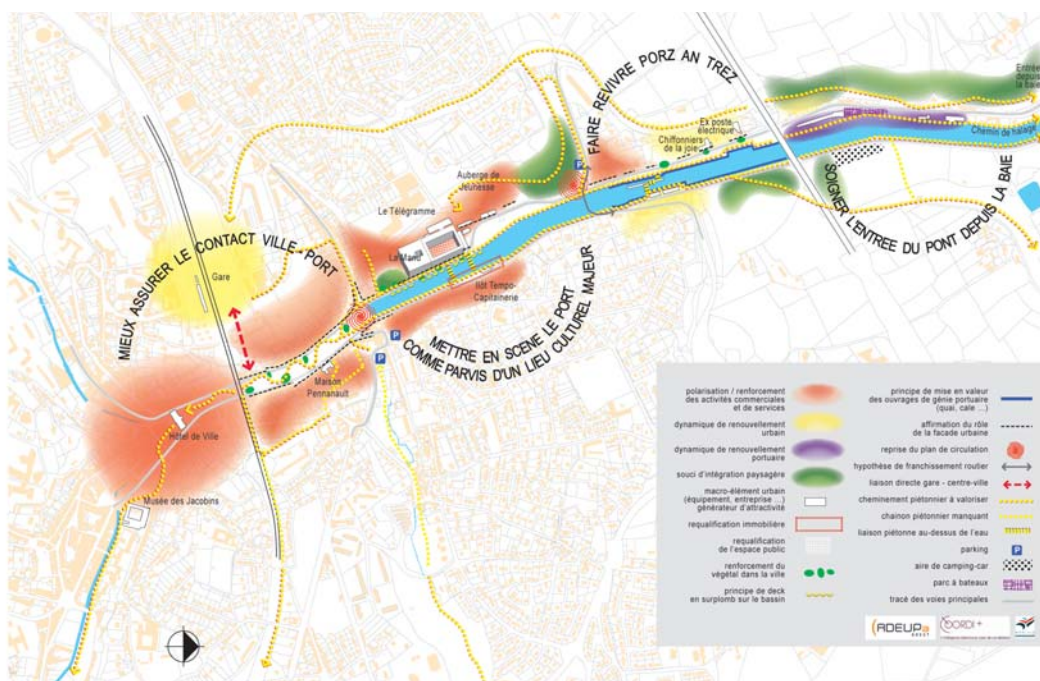 MIEUX ASSURER LE CONTACT VILLE-PORT
FAIRE REVIVRE PORZ AN TREZ
METTRE EN SCENE LE PORT
COMME PARVIS D'UN LIEU CULTUREL MAJEUR
SOIGNER L'ENTREE DU PONT DEPUIS LA BAIE
Entrée
depuis
la baie
Chemin de halage
Ex poste
électrique
Chiffonniers
de la joie
P
Auberge de
Jeunesse
Le Télégramme
La Manu
Ilôt Tempo-
Capitainerie
Gare
P
P
Maison
Pennanault
Hôtel de Ville
Musée des Jacobins
polarisation / renforcement
des activités commerciales
et de services
dynamique de renouvellement
urbain
dynamique de renouvellement
portuaire
souci d'intégration paysagère
macro-élément urbain
(équipement, entreprise ...)
générateur d'attractivité
requalification immobilière
requalification
de l'espace public
renforcement du
végétal dans la ville
principe de deck
en surplomb sur le bassin
principe de mise en valeur
des ouvrages de génie portuaire
(quai, cale ...)
affirmation du rôle
de la facade urbaine
reprise du plan de circulation
hypothèse de franchissement routier
liaison directe gare - centre-ville
cheminement piétonnier à valoriser
chainon piétonnier manquant
liaison piétonne au-dessus de l'eau
parking
P
aire de camping-car
parc à bateaux
tracé des voies principales
ADEUPa
BREST